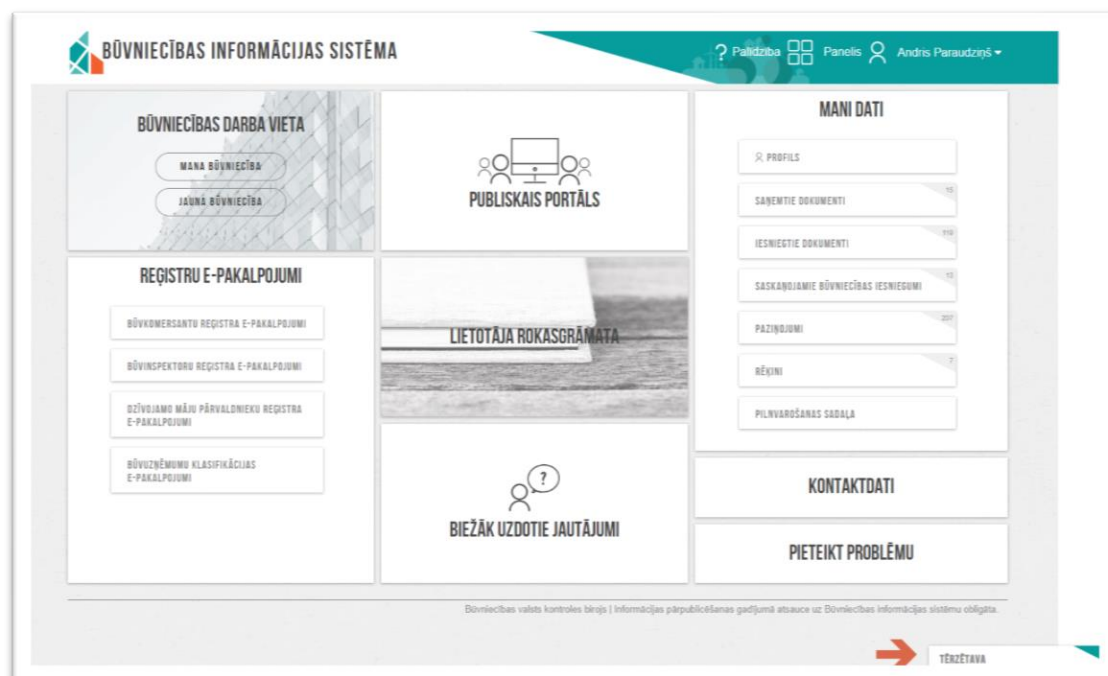 BŪVNIECĪBAS INFORMĀCIJAS SISTĒMA
? Palīdzība Panelis Andris Paraudziņš
BŪVNIECĪBAS DARBA VIETA
MANA BŪVNIECĪBA
JAUNA BŪVNIECĪBA
REĢISTRU E-PAKALPOJUMI
BŪVKOMERSANTU REĢISTRA E-PAKALPOJUMI
BŪVINSPEKTORU REĢISTRA E-PAKALPOJUMI
DZĪVOJAMO MĀJU PĀRVALDNIEKU REĢISTRA
E-PAKALPOJUMI
BŪVUZŅĒMUMU KLASIFIKĀCIJAS
E-PAKALPOJUMI
PUBLISKAIS PORTĀLS
LIETOTĀJA ROKASGRĀMATA
?
BIEŽĀK UZDOTIE JAUTĀJUMI
MANI DATI
PROFILS
SAŅEMTIE DOKUMENTI 15
IESNIEGTIE DOKUMENTI 119
SASKAŅOJAMIE BŪVNIECĪBAS IESNIEGUMI 15
PAZIŅOJUMI 207
RĒĶINI 7
PILNVAROŠANAS SADAĻA
KONTAKTDATI
PIETEIKT PROBLĒMU
Būvniecības valsts kontroles birojs | Informācijas pārpublicēšanas gadījumā atsauce uz Būvniecības informācijas sistēmu obligāta.
TĒRZĒTAVA